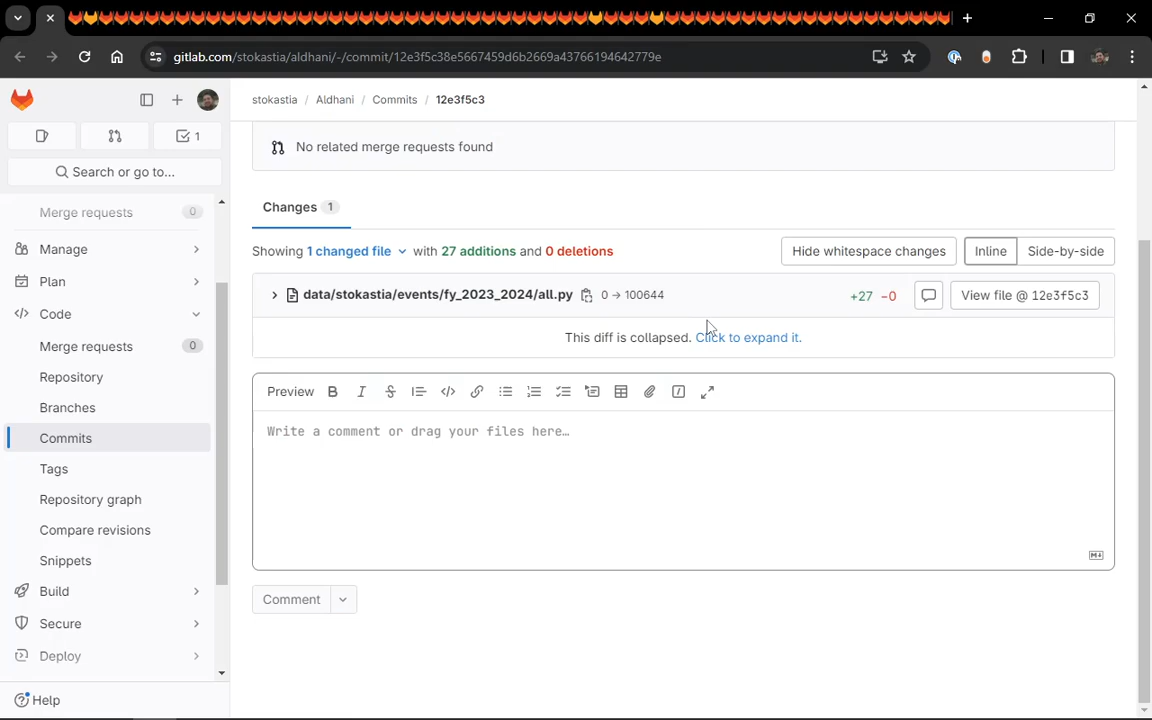 gitlab.com/stokastia/aldhani/-/commit/12e3f5c38e5667459d6b2669a43766194642779e
stokastia / Aldhani / Commits / 12e3f5c3
1
Search or go to...
Merge requests 0
Manage
Plan
Code
Merge requests 0
Repository
Branches
Commits
Tags
Repository graph
Compare revisions
Snippets
Build
Secure
Deploy
Help
No related merge requests found
Changes 1
Showing 1 changed file with 27 additions and 0 deletions
Hide whitespace changes
Inline
Side-by-side
data/stokastia/events/fy_2023_2024/all.py 0 → 100644
+27 −0
View file @ 12e3f5c3
This diff is collapsed. Click to expand it.
Preview
Write a comment or drag your files here…
Comment